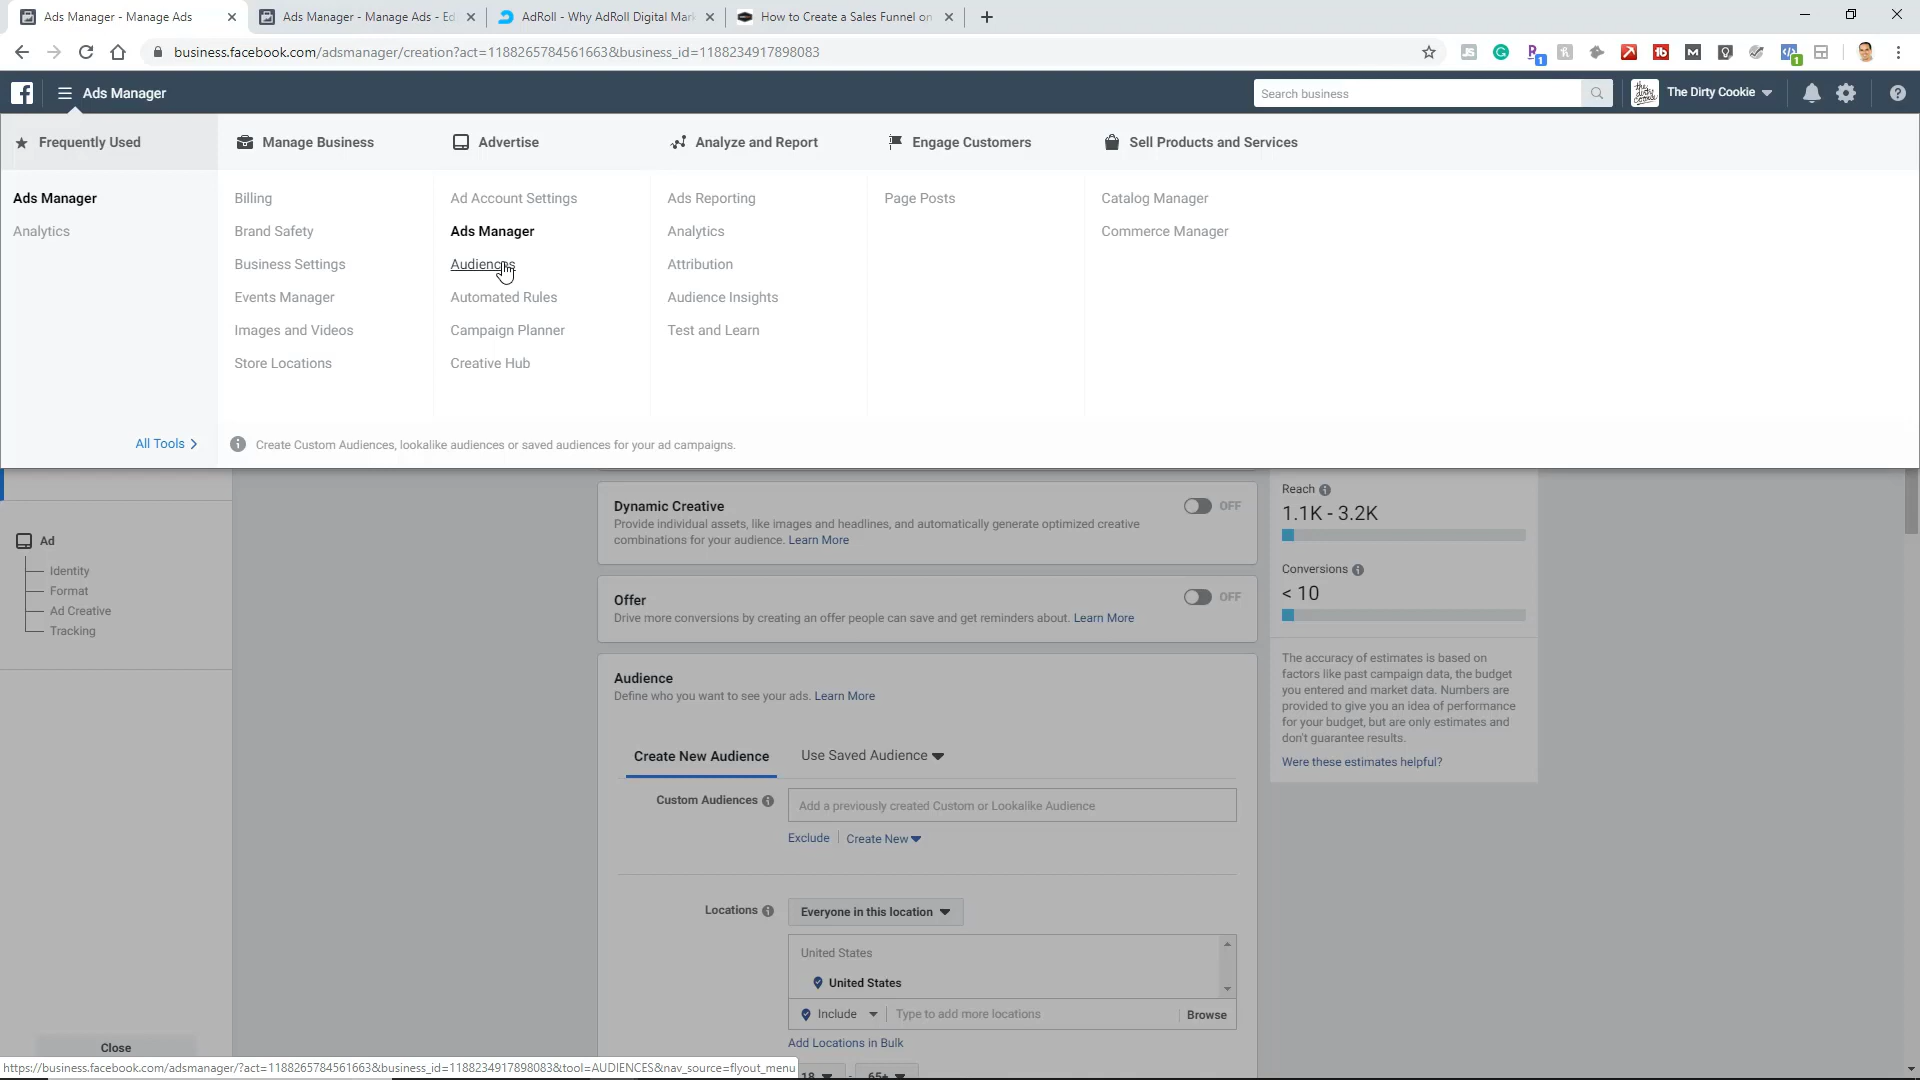 Ads Manager - Manage Ads
Ads Manager - Manage Ads - Ed
AdRoll - Why AdRoll Digital Mark
How to Create a Sales Funnel on
business.facebook.com/adsmanager/creation?act=1188265784561663&business_id=1188234917898083
Ads Manager
Search business
The Dirty Cookie
Frequently Used
Manage Business
Advertise
Analyze and Report
Engage Customers
Sell Products and Services
Ads Manager
Analytics
Billing
Brand Safety
Business Settings
Events Manager
Images and Videos
Store Locations
Ad Account Settings
Ads Manager
Audiences
Automated Rules
Campaign Planner
Creative Hub
Ads Reporting
Analytics
Attribution
Audience Insights
Test and Learn
Page Posts
Catalog Manager
Commerce Manager
All Tools
Create Custom Audiences, lookalike audiences or saved audiences for your ad campaigns.
Ad
Identity
Format
Ad Creative
Tracking
Close
Dynamic Creative
OFF
Provide individual assets, like images and headlines, and automatically generate optimized creative
combinations for your audience. Learn More
Offer
OFF
Drive more conversions by creating an offer people can save and get reminders about. Learn More
Audience
Define who you want to see your ads. Learn More
Create New Audience
Use Saved Audience
Custom Audiences
Add a previously created Custom or Lookalike Audience
Exclude
Create New
Locations
Everyone in this location
United States
United States
Include
Type to add more locations
Browse
Add Locations in Bulk
18 - 65+
Reach
1.1K - 3.2K
Conversions
< 10
The accuracy of estimates is based on
factors like past campaign data, the budget
you entered and market data. Numbers are
provided to give you an idea of performance
for your budget, but are only estimates and
don't guarantee results.
Were these estimates helpful?
https://business.facebook.com/adsmanager/?act=1188265784561663&business_id=1188234917898083&tool=AUDIENCES&nav_source=flyout_menu